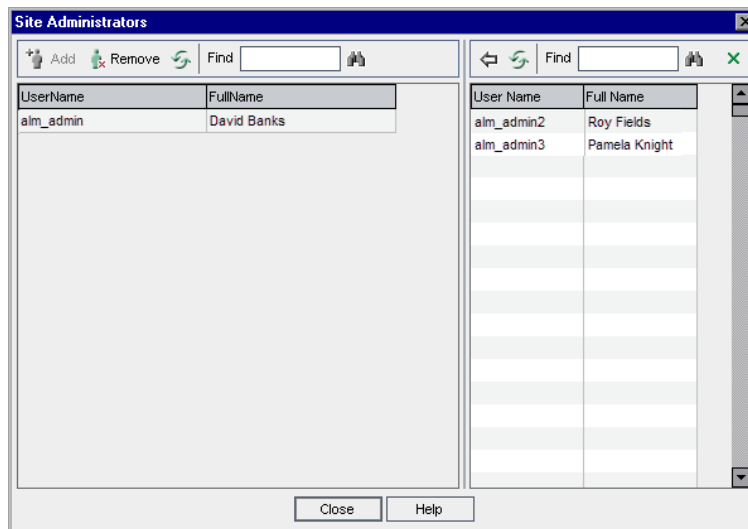 Site Administrators
Add Remove Find
Find
UserName FullName
alm_admin David Banks
User Name Full Name
alm_admin2 Roy Fields
alm_admin3 Pamela Knight
Close Help